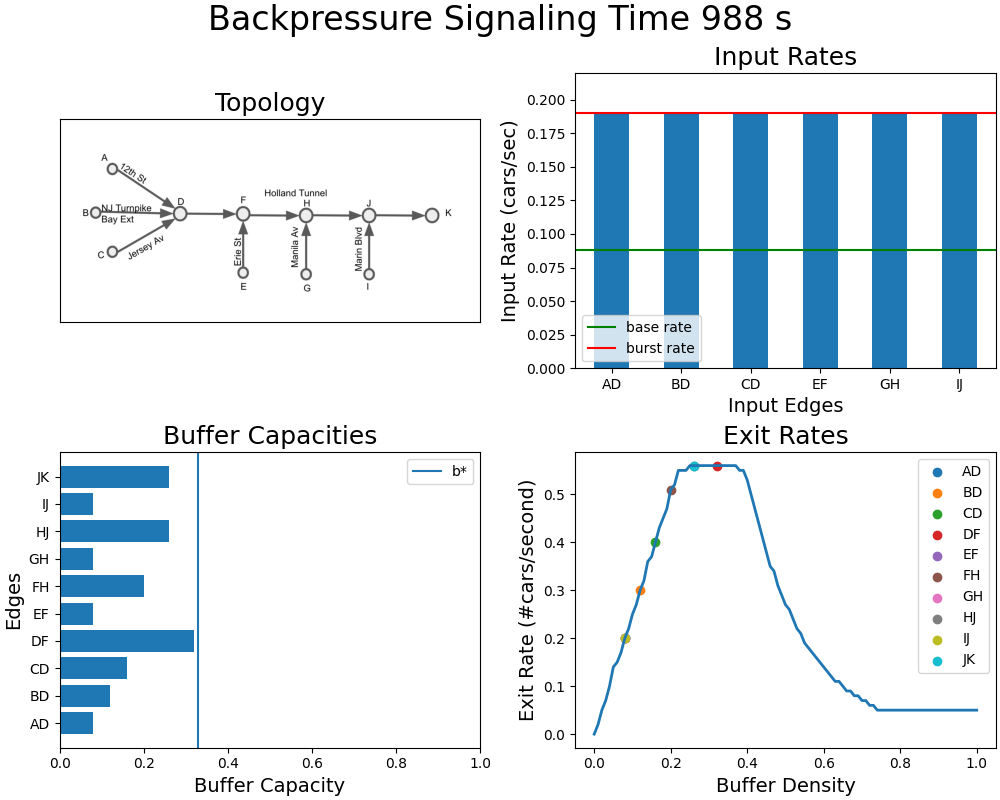 Backpressure Signaling Time 988 s
Topology
A
12th St
B
NJ Turnpike
Bay Ext
C
Jersey Av
D
F
Holland Tunnel
H
J
K
Erie St
Manila Av
Marin Blvd
E
G
I
Input Rates
Input Rate (cars/sec)
0.200
0.175
0.150
0.125
0.100
0.075
0.050
0.025
0.000
base rate
burst rate
AD BD CD EF GH IJ
Input Edges
Buffer Capacities
Edges
JK
IJ
HJ
GH
FH
EF
DF
CD
BD
AD
b*
0.0 0.2 0.4 0.6 0.8 1.0
Buffer Capacity
Exit Rates
Exit Rate (#cars/second)
0.5
0.4
0.3
0.2
0.1
0.0
AD
BD
CD
DF
EF
FH
GH
HJ
IJ
JK
0.0 0.2 0.4 0.6 0.8 1.0
Buffer Density